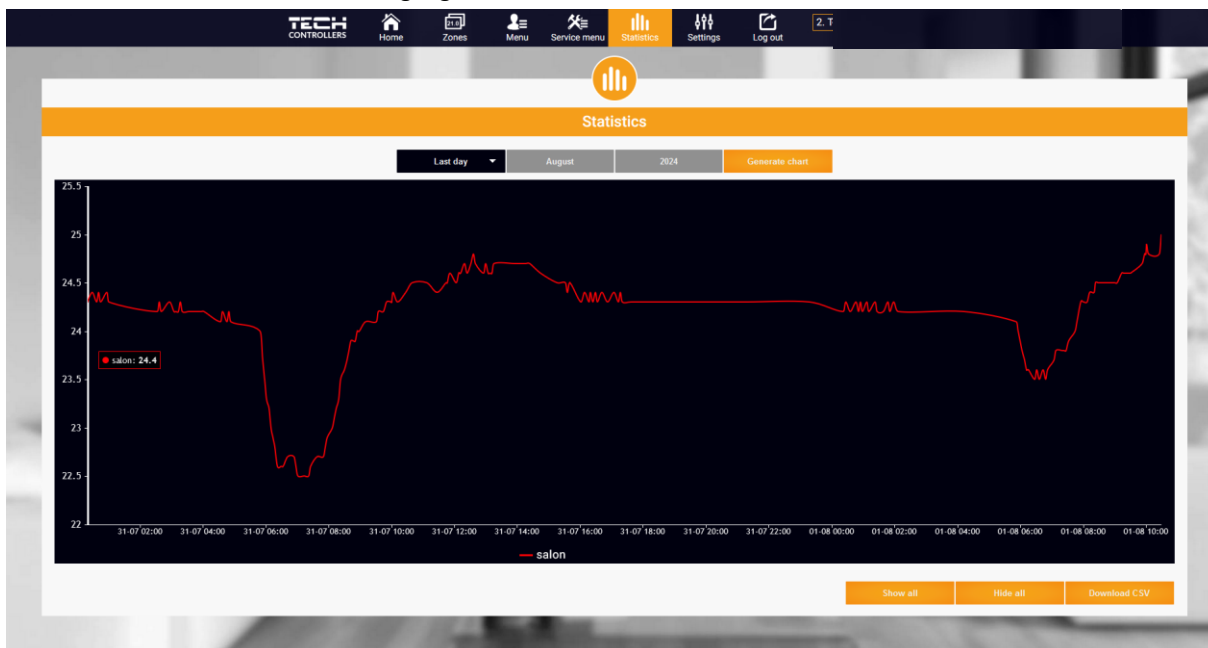 TECH
CONTROLLERS
Home
21.0
Zones
Menu
Service menu
Statistics
Settings
Log out
2. T
Statistics
Last day
August
2024
Generate chart
25.5
25
24.5
24
23.5
23
22.5
22
salon: 24.4
31-07 02:00 31-07 04:00 31-07 06:00 31-07 08:00 31-07 10:00 31-07 12:00 31-07 14:00 31-07 16:00 31-07 18:00 31-07 20:00 31-07 22:00 01-08 00:00 01-08 02:00 01-08 04:00 01-08 06:00 01-08 08:00 01-08 10:00
salon
Show all
Hide all
Download CSV